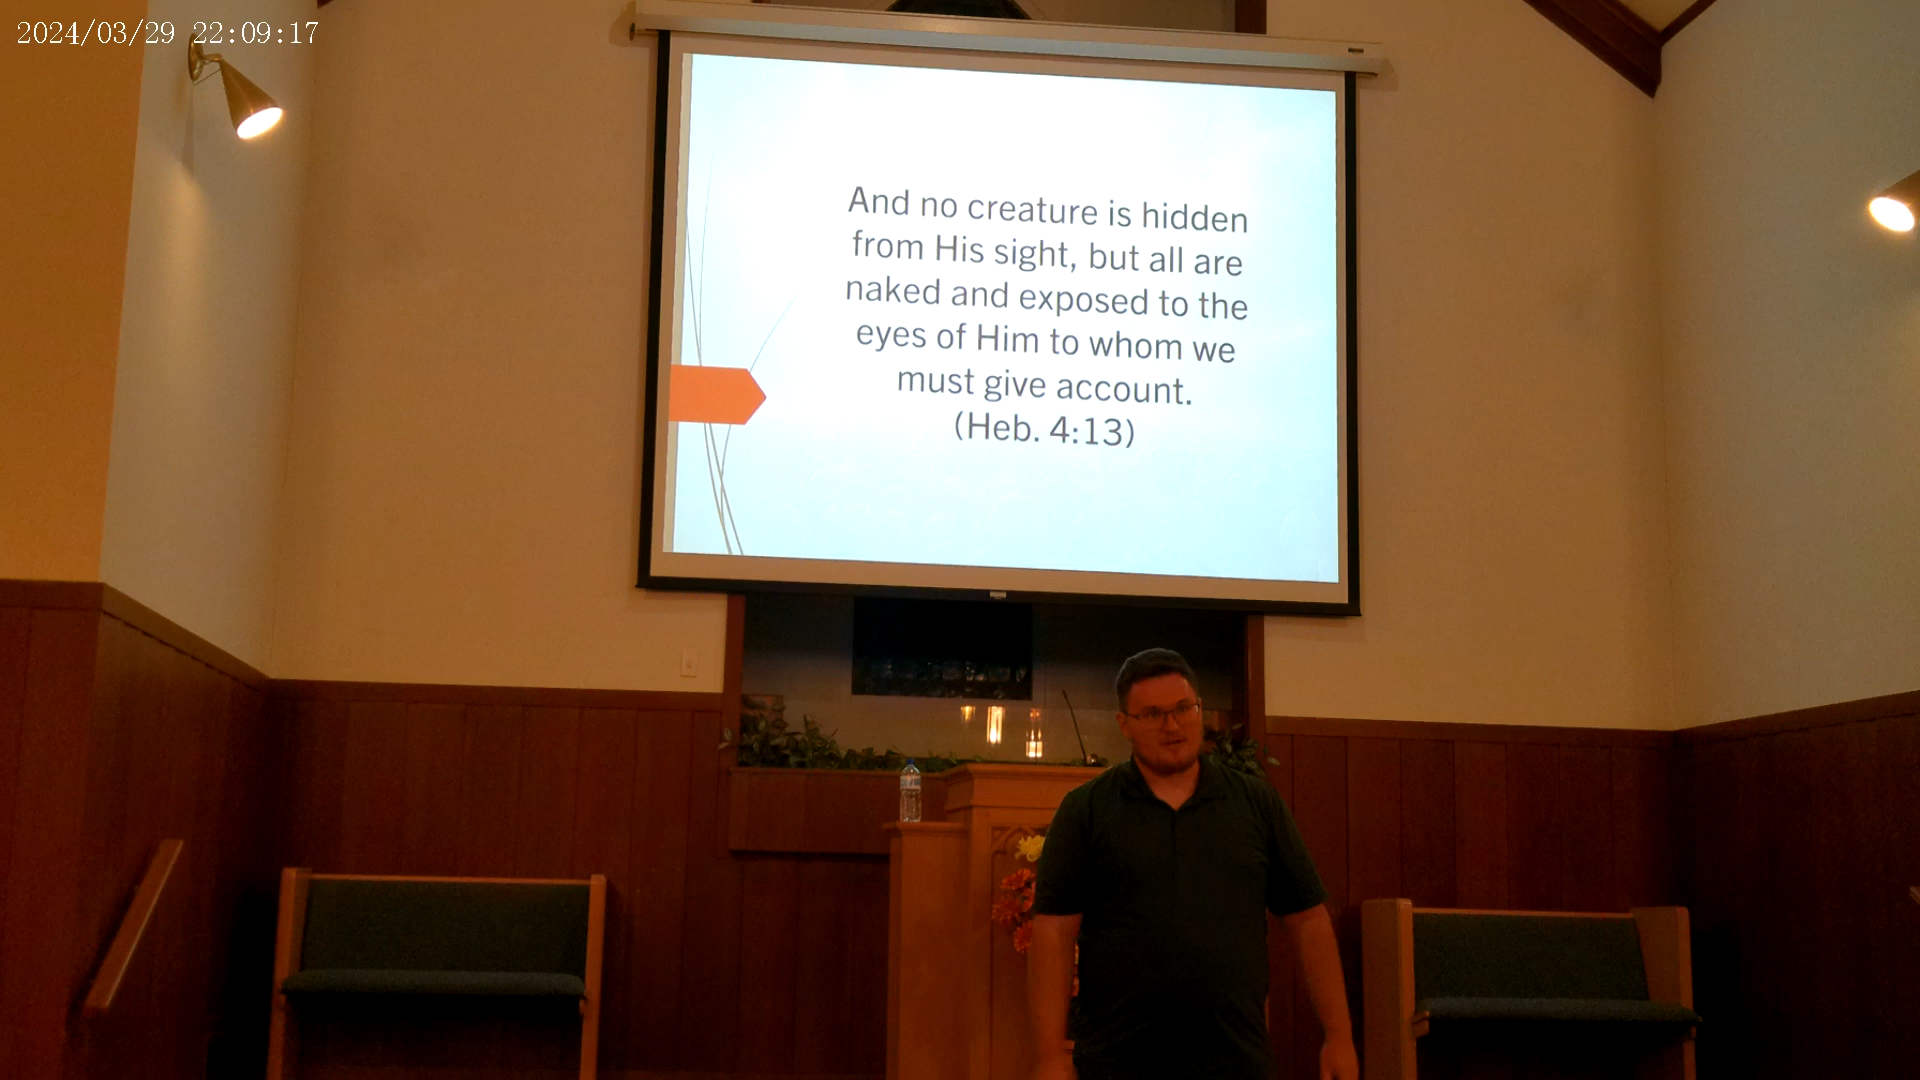 2024/03/29 22:09:17
And no creature is hidden
from His sight, but all are
naked and exposed to the
eyes of Him to whom we
must give account.
(Heb. 4:13)